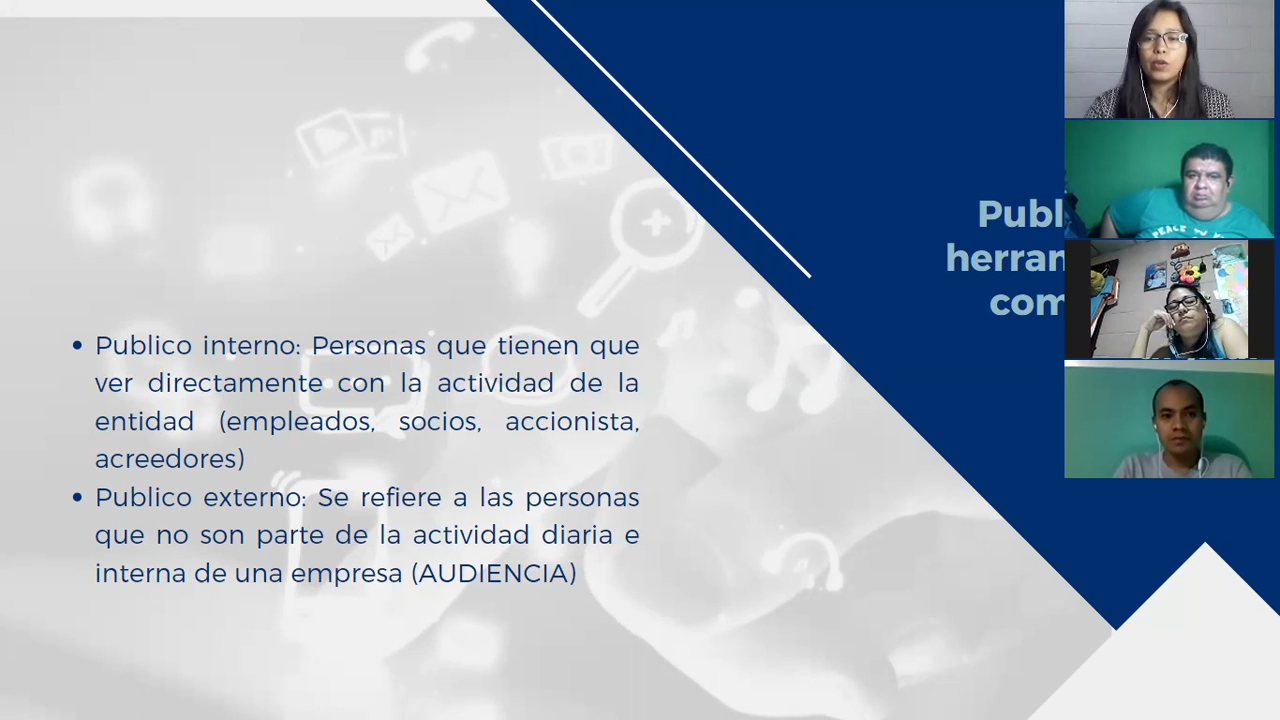 Publ
herran
com
• Publico interno: Personas que tienen que
ver directamente con la actividad de la
entidad (empleados, socios, accionista,
acreedores)
• Publico externo: Se refiere a las personas
que no son parte de la actividad diaria e
interna de una empresa (AUDIENCIA)
PEACE